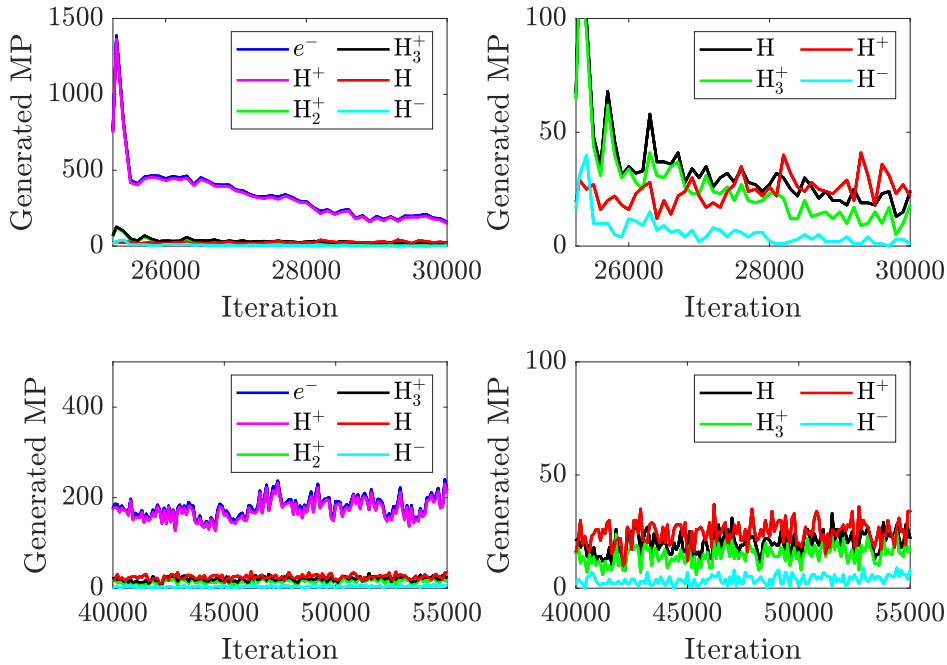 1500
1000
500
0
Generated MP
e⁻ H₃⁺
H⁺ H
H₂⁺ H⁻
26000 28000 30000
Iteration
100
50
0
Generated MP
H H⁺
H₃⁺ H⁻
26000 28000 30000
Iteration
400
200
0
Generated MP
e⁻ H₃⁺
H⁺ H
H₂⁺ H⁻
40000 45000 50000 55000
Iteration
100
50
0
Generated MP
H H⁺
H₃⁺ H⁻
40000 45000 50000 55000
Iteration